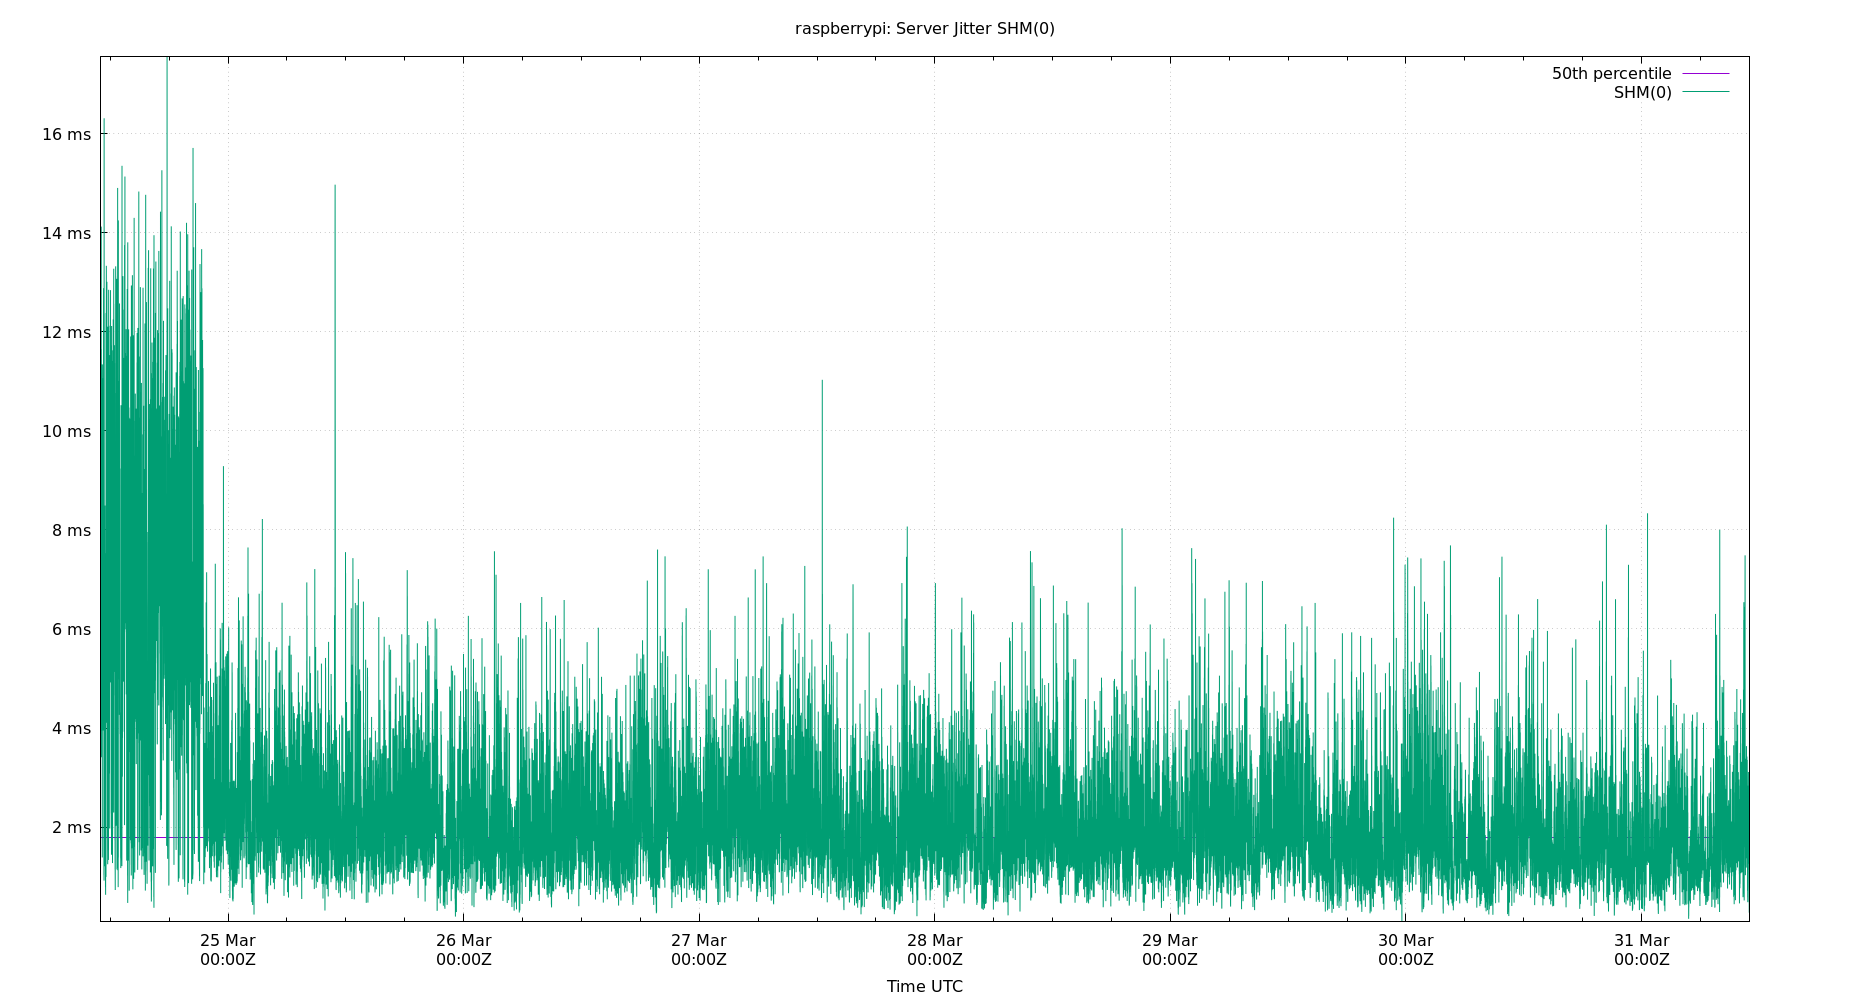 raspberrypi: Server Jitter SHM(0)
50th percentile
SHM(0)
16 ms
14 ms
12 ms
10 ms
8 ms
6 ms
4 ms
2 ms
25 Mar 26 Mar 27 Mar 28 Mar 29 Mar 30 Mar 31 Mar
00:00Z 00:00Z 00:00Z 00:00Z 00:00Z 00:00Z 00:00Z
Time UTC